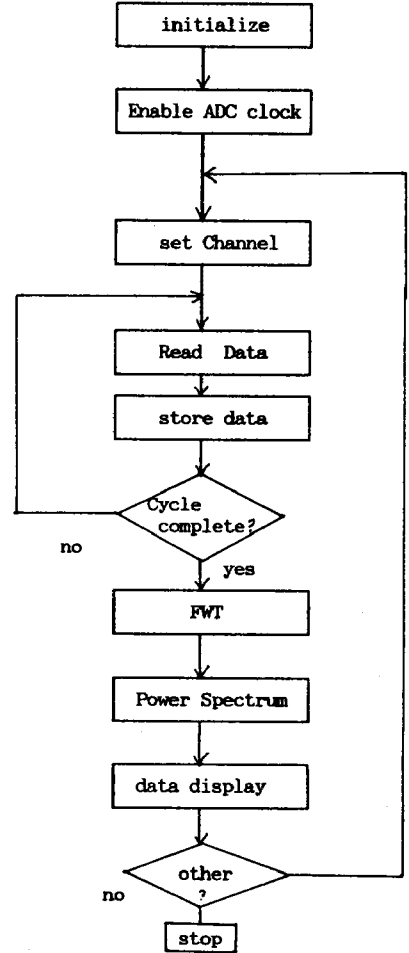 initialize
Enable ADC clock
set Channel
Read Data
store data
Cycle
complete?
no
yes
FWT
Power Spectrum
data display
other
?
no
stop